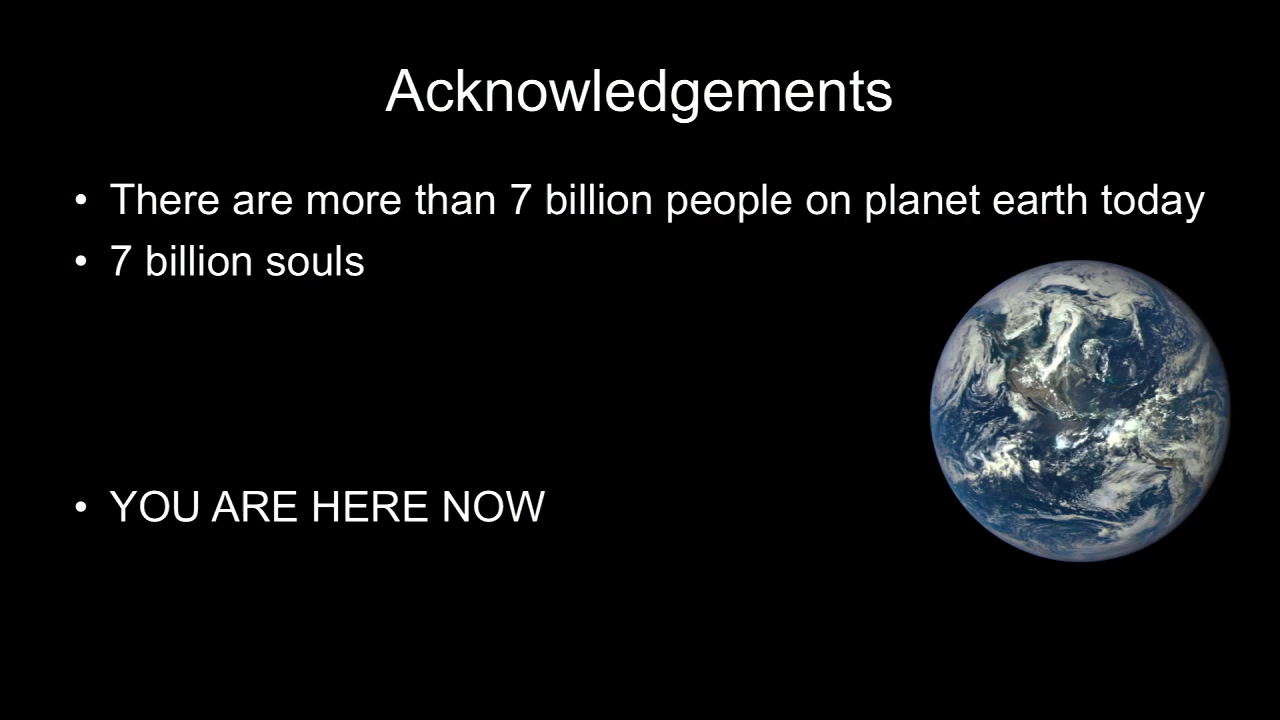 Acknowledgements
• There are more than 7 billion people on planet earth today
• 7 billion souls
• YOU ARE HERE NOW